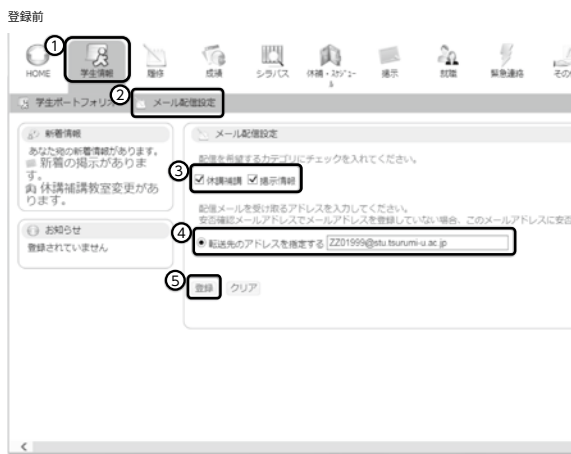 登録前
① ② ③ ④ ⑤
HOME 学生情報 履修 成績 シラバス 休補・スケジュール 掲示 就職 緊急連絡 その
学生ポートフォリオ メール配信設定
新着情報
あなた宛の新着情報があります。
新着の掲示がありま
す。
休講補講教室変更があ
ります。
お知らせ
登録されていません
メール配信設定
配信を希望するカテゴリにチェックを入れてください。
休講補講 掲示情報
配信メールを受け取るアドレスを入力してください。
安否確認メールアドレスでメールアドレスを登録していない場合、このメールアドレスに安否
転送先のアドレスを指定する ZZ01999@stu.tsurumi-u.ac.jp
登録 クリア